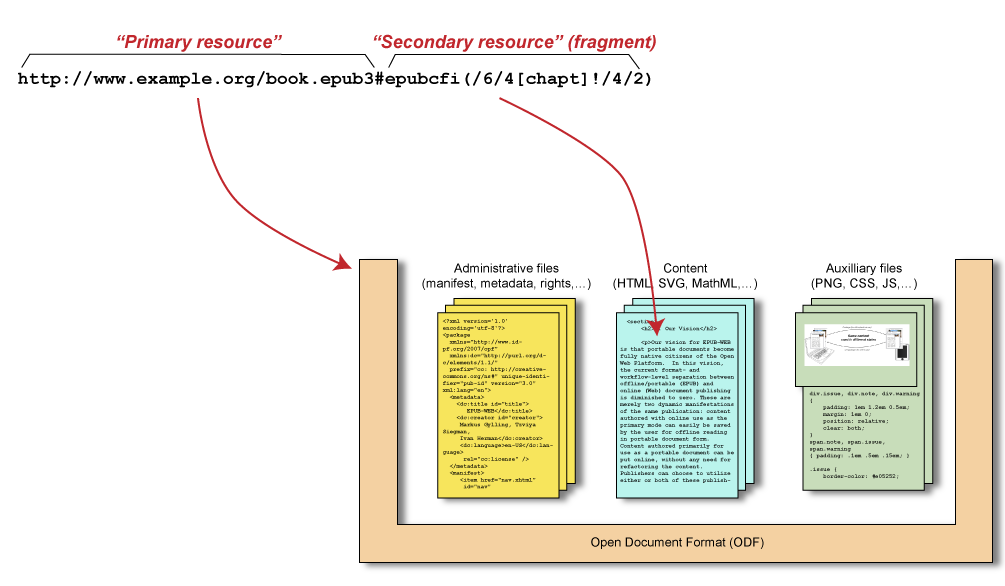 “Primary resource”
“Secondary resource” (fragment)
http://www.example.org/book.epub3#epubcfi(/6/4[chapt]!/4/2)
Administrative files
(manifest, metadata, rights,…)
<?xml version='1.0'
encoding='utf-8'?>
<package
xmlns="http://www.id-
pf.org/2007/opf"
xmlns:dc="http://purl.org/d-
c/elements/1.1/"
prefix="cc: http://creative-
commons.org/ns#" unique-identi-
fier="pub-id" version="3.0"
xml:lang="en">
<metadata>
<dc:title id="title">
EPUB-WEB</dc:title>
<dc:creator id="creator">
Markus Gylling, Tzviya
Siegman,
Ivan Herman</dc:creator>
<dc:language>en-US</dc:lan-
guage>
rel="cc:license" />
</metadata>
<manifest>
<item href="nav.xhtml"
id="nav"
Content
(HTML, SVG, MathML,…)
<section
<h2> Our Vision</h2>
<p>Our vision for EPUB-WEB
is that portable documents become
fully native citizens of the Open
Web Platform. In this vision,
the current format- and
workflow-level separation between
offline/portable (EPUB) and
online (Web) document publishing
is diminished to zero. These are
merely two dynamic manifestations
of the same publication: content
authored with online use as the
primary mode can easily be saved
by the user for offline reading
in portable document form.
Content authored primarily for
use as a portable document can be
put online, without any need for
refactoring the content.
Publishers can choose to utilize
either or both of these publish-
Auxilliary files
(PNG, CSS, JS,…)
div.issue, div.note, div.warning
{
padding: 1em 1.2em 0.5em;
margin: 1em 0;
position: relative;
clear: both;
}
span.note, span.issue,
span.warning
{ padding: .1em .5em .15em; }
.issue {
border-color: #e05252;
Open Document Format (ODF)